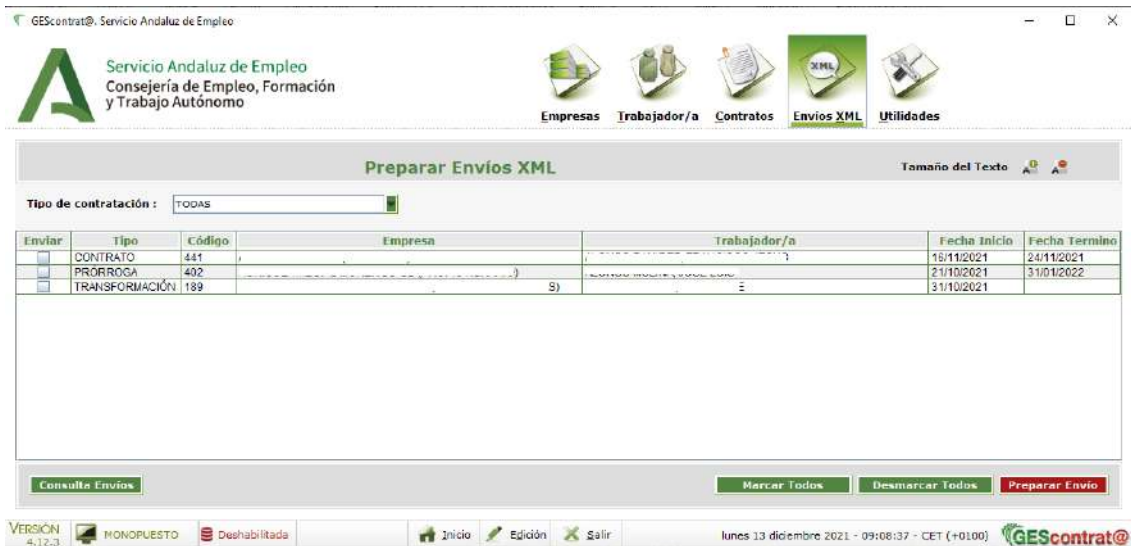 GEScontrat@. Servicio Andaluz de Empleo
Servicio Andaluz de Empleo
Consejería de Empleo, Formación
y Trabajo Autónomo
XML
Empresas Trabajador/a Contratos Envíos XML Utilidades
Preparar Envíos XML
Tamaño del Texto
Tipo de contratación : TODAS
Enviar Tipo Código Empresa Trabajador/a Fecha Inicio Fecha Termino
CONTRATO 441 16/11/2021 24/11/2021
PRÓRROGA 402 21/10/2021 31/01/2022
TRANSFORMACIÓN 189 S) 31/10/2021
Consulta Envíos Marcar Todos Desmarcar Todos Preparar Envío
VERSIÓN
4.12.3
MONOPUESTO Deshabilitada Inicio Edición Salir lunes 13 diciembre 2021 - 09:08:37 - CET (+0100) GEScontrat@